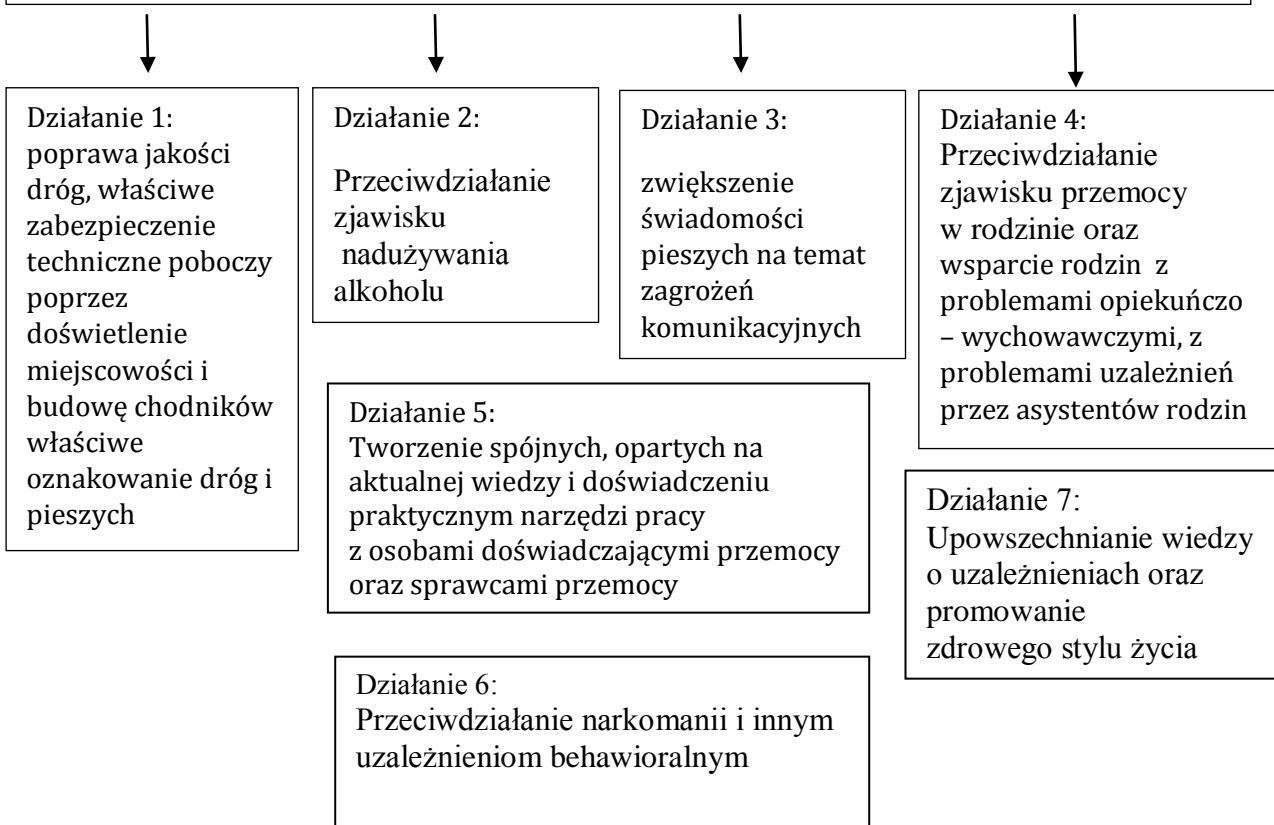 Działanie 1:
poprawa jakości
dróg, właściwe
zabezpieczenie
techniczne poboczy
poprzez
doświetlenie
miejscowości i
budowę chodników
właściwe
oznakowanie dróg i
pieszych
Działanie 2:
Przeciwdziałanie
zjawisku
nadużywania
alkoholu
Działanie 3:
zwiększenie
świadomości
pieszych na temat
zagrożeń
komunikacyjnych
Działanie 4:
Przeciwdziałanie
zjawisku przemocy
w rodzinie oraz
wsparcie rodzin z
problemami opiekuńczo
– wychowawczymi, z
problemami uzależnień
przez asystentów rodzin
Działanie 5:
Tworzenie spójnych, opartych na
aktualnej wiedzy i doświadczeniu
praktycznym narzędzi pracy
z osobami doświadczającymi przemocy
oraz sprawcami przemocy
Działanie 7:
Upowszechnianie wiedzy
o uzależnieniach oraz
promowanie
zdrowego stylu życia
Działanie 6:
Przeciwdziałanie narkomanii i innym
uzależnieniom behawioralnym